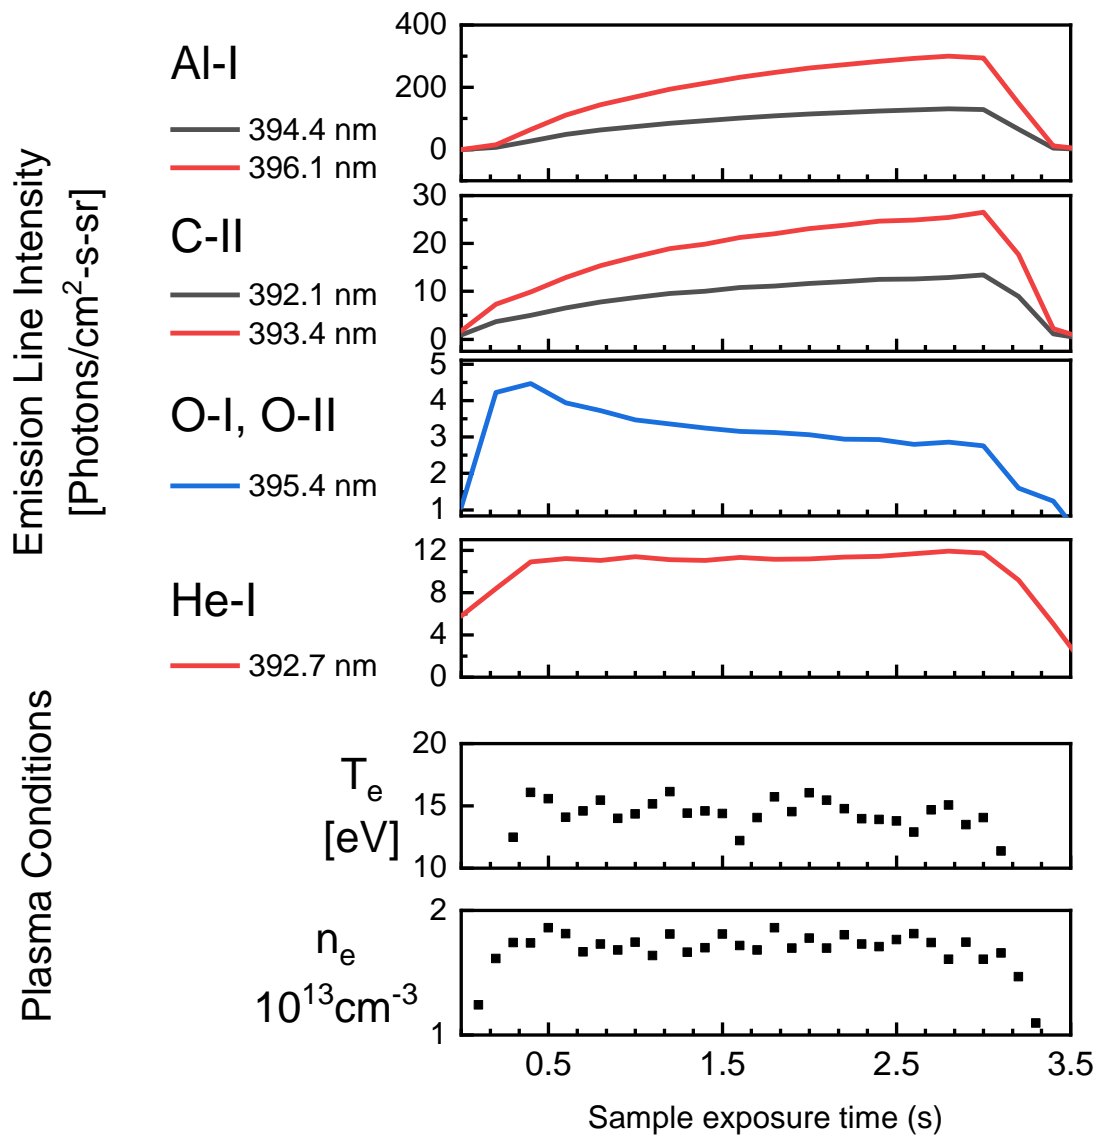 Emission Line Intensity
[Photons/cm²-s-sr]
Al-I
394.4 nm
396.1 nm
400
200
0
C-II
392.1 nm
393.4 nm
30
20
10
0
O-I, O-II
395.4 nm
5
4
3
2
1
He-I
392.7 nm
12
8
4
0
Plasma Conditions
Tₑ
[eV]
20
15
10
nₑ
10¹³cm⁻³
2
1
0.5 1.5 2.5 3.5
Sample exposure time (s)